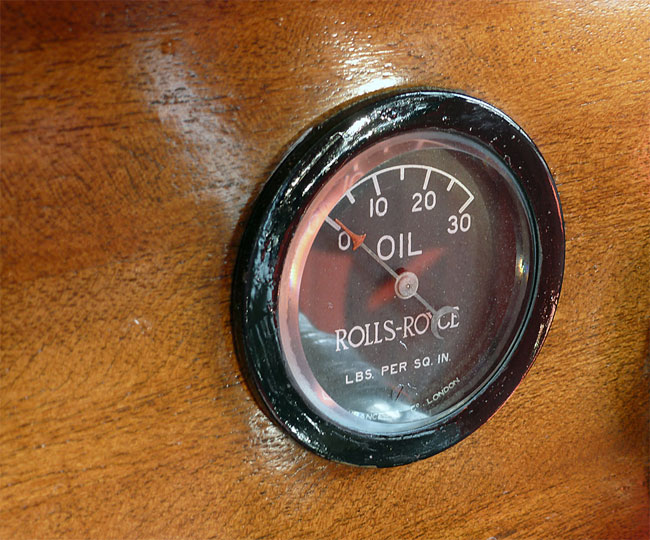 0 10 20 30
OIL
ROLLS-ROYCE
LBS. PER SQ. IN.
LONDON